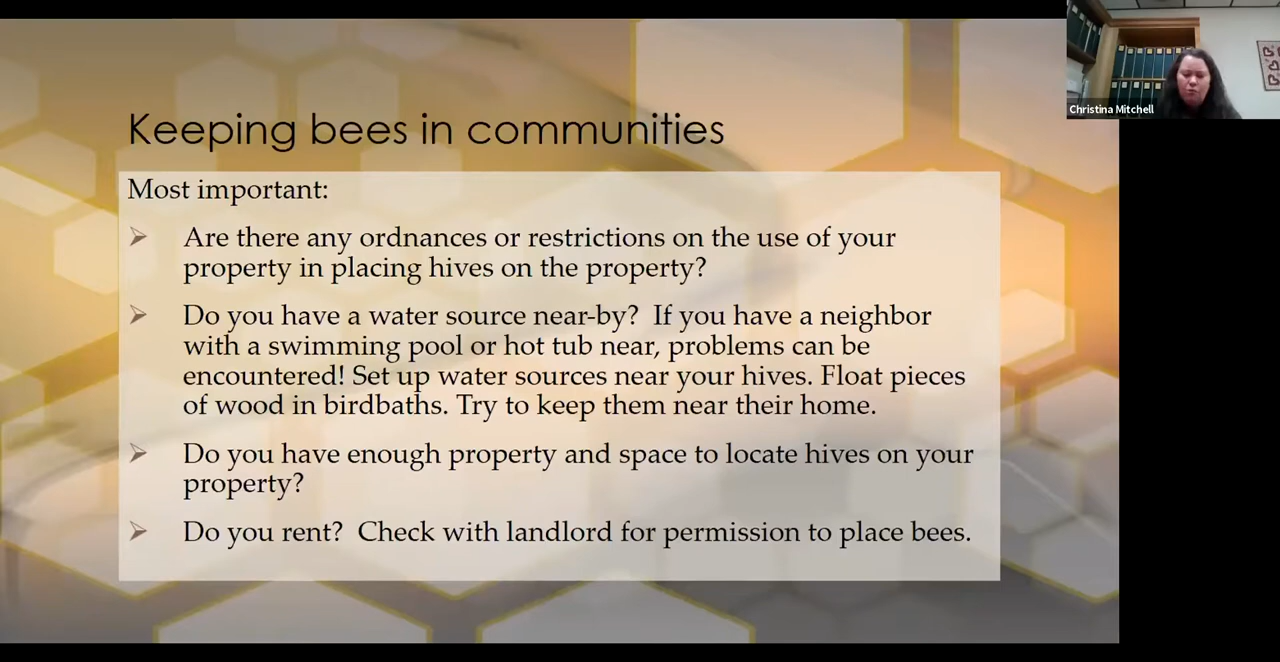 Christina Mitchell
Keeping bees in communities
Most important:
➢ Are there any ordnances or restrictions on the use of your
property in placing hives on the property?
➢ Do you have a water source near-by?  If you have a neighbor
with a swimming pool or hot tub near, problems can be
encountered! Set up water sources near your hives. Float pieces
of wood in birdbaths. Try to keep them near their home.
➢ Do you have enough property and space to locate hives on your
property?
➢ Do you rent?  Check with landlord for permission to place bees.